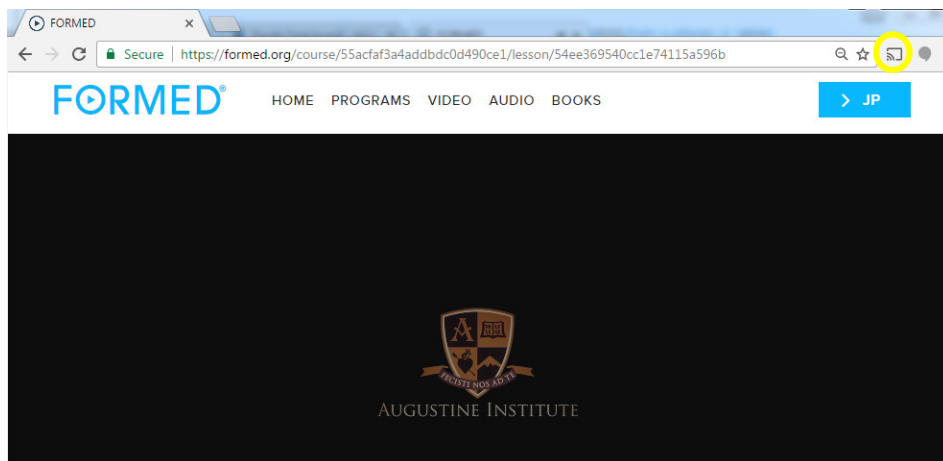 FORMED
Secure | https://formed.org/course/55acfaf3a4addbdc0d490ce1/lesson/54ee369540cc1e74115a596b
FORMED® HOME PROGRAMS VIDEO AUDIO BOOKS > JP
A
FECISTI NOS AD TE
AUGUSTINE INSTITUTE